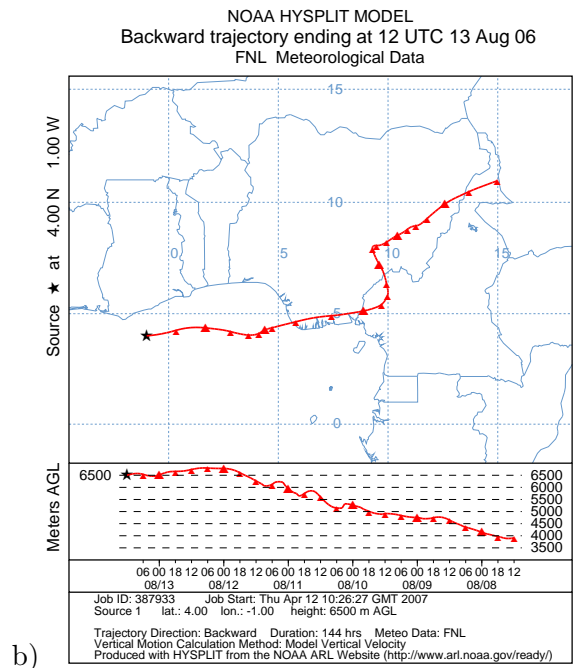 NOAA HYSPLIT MODEL
Backward trajectory ending at 12 UTC 13 Aug 06
FNL Meteorological Data
Source ★ at 4.00 N 1.00 W
15
10
0 5 10 15
5
0
Meters AGL
6500
6500
6000
5500
5000
4500
4000
3500
06 00 18 12 06 00 18 12 06 00 18 12 06 00 18 12 06 00 18 12 06 00 18 12
08/13 08/12 08/11 08/10 08/09 08/08
Job ID: 387933 Job Start: Thu Apr 12 10:26:27 GMT 2007
Source 1 lat.: 4.00 lon.: -1.00 height: 6500 m AGL
Trajectory Direction: Backward Duration: 144 hrs Meteo Data: FNL
Vertical Motion Calculation Method: Model Vertical Velocity
Produced with HYSPLIT from the NOAA ARL Website (http://www.arl.noaa.gov/ready/)
b)